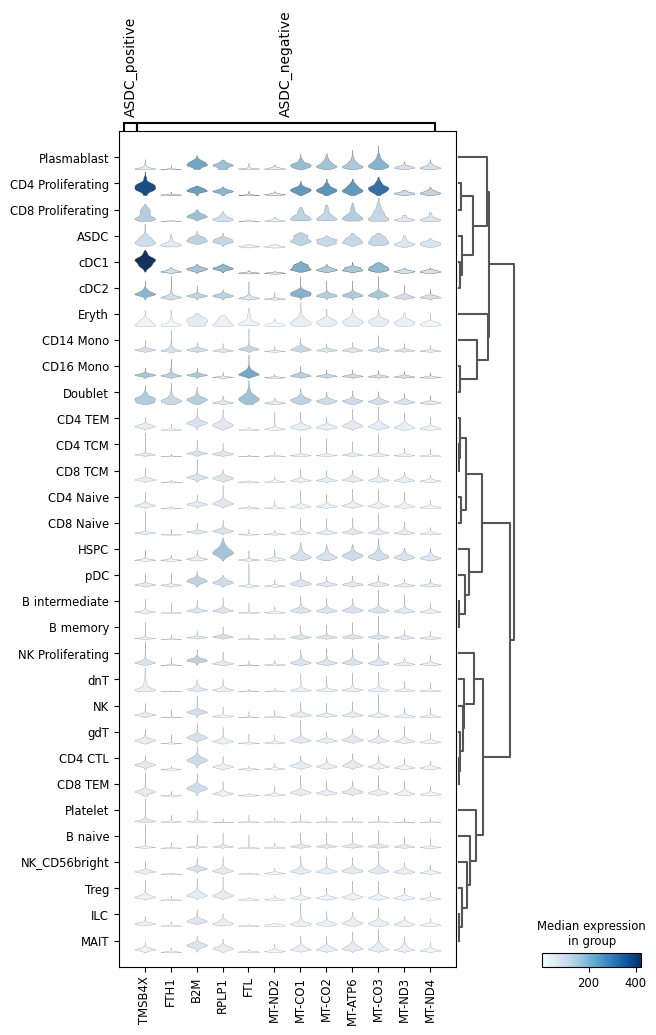 ASDC_positive
ASDC_negative
Plasmablast
CD4 Proliferating
CD8 Proliferating
ASDC
cDC1
cDC2
Eryth
CD14 Mono
CD16 Mono
Doublet
CD4 TEM
CD4 TCM
CD8 TCM
CD4 Naive
CD8 Naive
HSPC
pDC
B intermediate
B memory
NK Proliferating
dnT
NK
gdT
CD4 CTL
CD8 TEM
Platelet
B naive
NK_CD56bright
Treg
ILC
MAIT
TMSB4X
FTH1
B2M
RPLP1
FTL
MT-ND2
MT-CO1
MT-CO2
MT-ATP6
MT-CO3
MT-ND3
MT-ND4
Median expression
in group
200 400